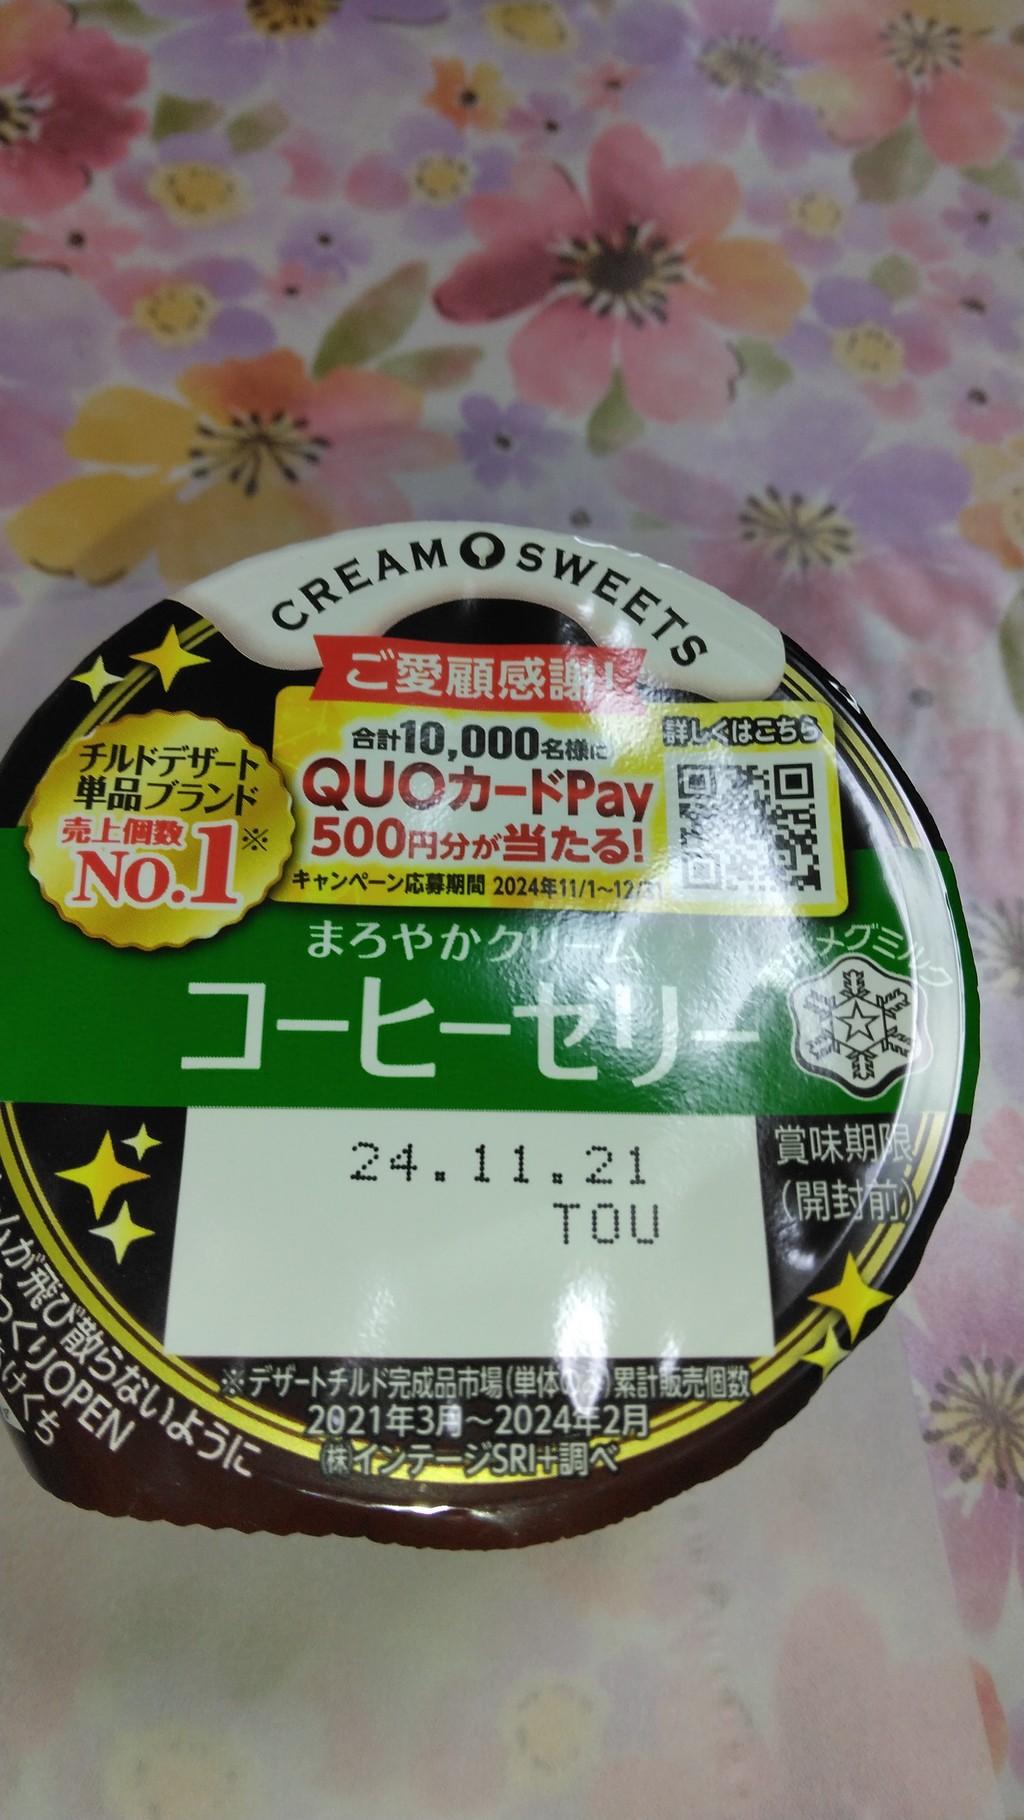 CREAM SWEETS
ご愛顧感謝!
合計10,000名様に
QUOカードPay
500円分が当たる!
キャンペーン応募期間 2024年11/1～12/31
詳しくはこちら
チルドデザート
単品ブランド
売上個数
No.1※
まろやかクリーム
コーヒーゼリー
メグミルク
24.11.21
TOU
賞味期限
(開封前)
※デザートチルド完成品市場(単体のみ)累計販売個数
2021年3月～2024年2月
(株)インテージSRI+調べ
ムが飛び散らないように
っくりOPEN
あけくち